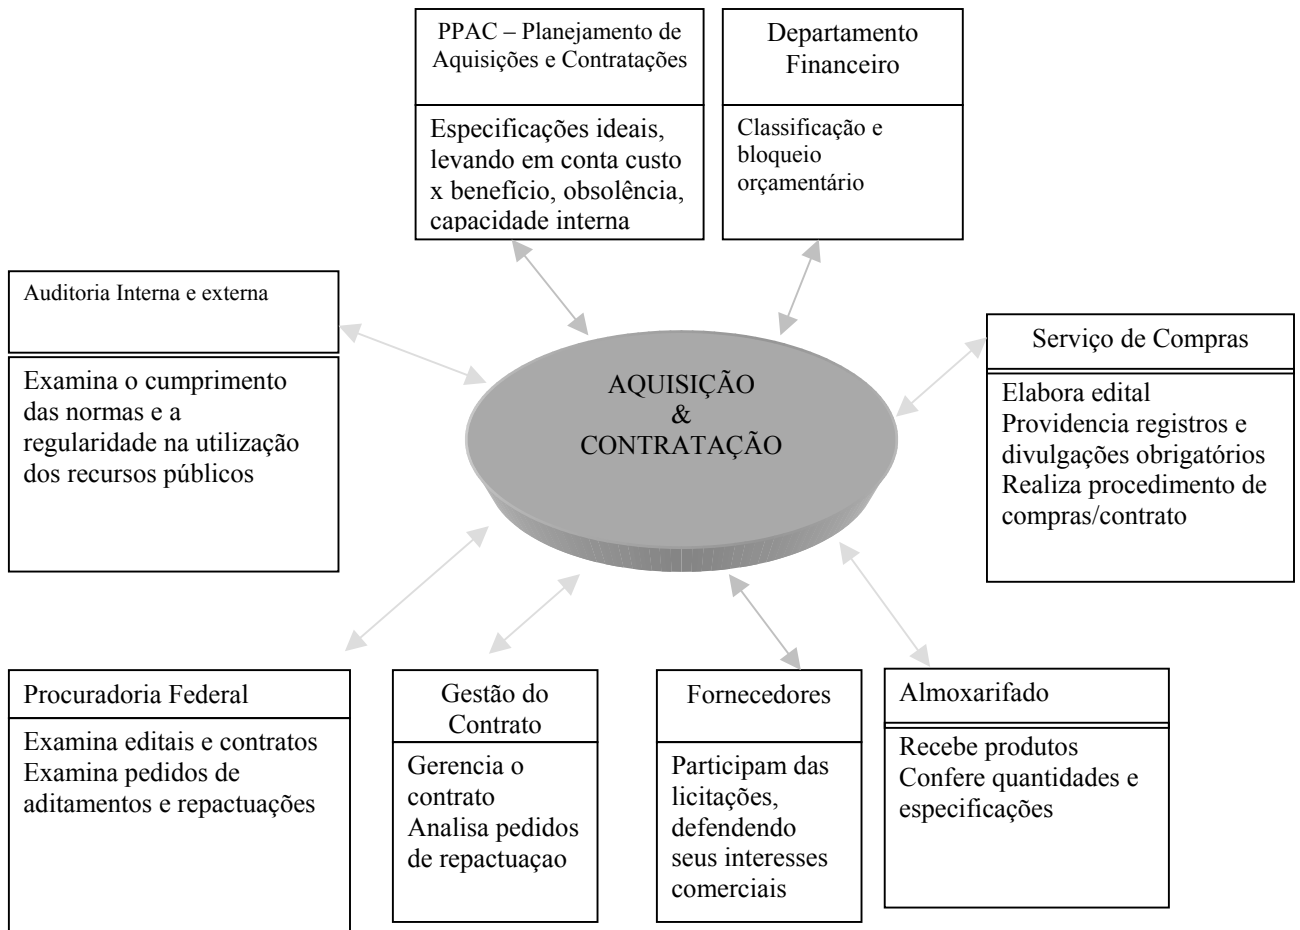 PPAC – Planejamento de
Aquisições e Contratações
Especificações ideais,
levando em conta custo
x benefício, obsolência,
capacidade interna
Departamento
Financeiro
Classificação e
bloqueio
orçamentário
Auditoria Interna e externa
Examina o cumprimento
das normas e a
regularidade na utilização
dos recursos públicos
AQUISIÇÃO
&
CONTRATAÇÃO
Serviço de Compras
Elabora edital
Providencia registros e
divulgações obrigatórios
Realiza procedimento de
compras/contrato
Procuradoria Federal
Examina editais e contratos
Examina pedidos de
aditamentos e repactuações
Gestão do
Contrato
Gerencia o
contrato
Analisa pedidos
de repactuaçao
Fornecedores
Participam das
licitações,
defendendo
seus interesses
comerciais
Almoxarifado
Recebe produtos
Confere quantidades e
especificações